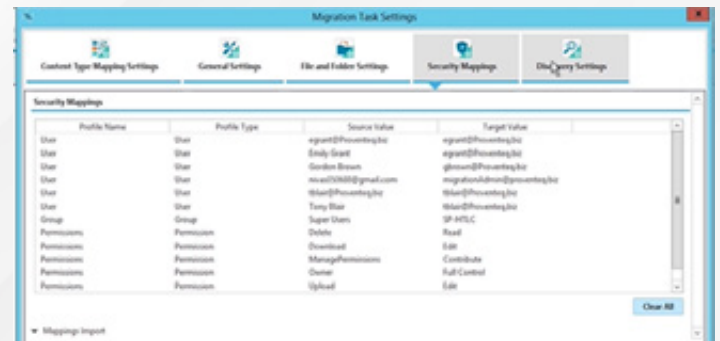 Migration Task Settings
Content Type Mapping Settings General Settings File and Folder Settings Security Mappings Discovery Settings
Security Mappings
Profile Name Profile Type Source Value Target Value
User User egrant@Proventeq.biz egrant@Proventeq.biz
User User Emily Grant egrant@Proventeq.biz
User User Gordon Brown gbrown@Proventeq.biz
User User migrationAdmin@proventeq.biz
User User tblair@Proventeq.biz tblair@Proventeq.biz
User User Tony Blair tblair@Proventeq.biz
Group Group Super Users
Permissions Permission Delete Read
Permissions Permission Download Edit
Permissions Permission ManagePermissions Contribute
Permissions Permission Owner Full Control
Permissions Permission Upload Edit
Clear All
Mappings Import